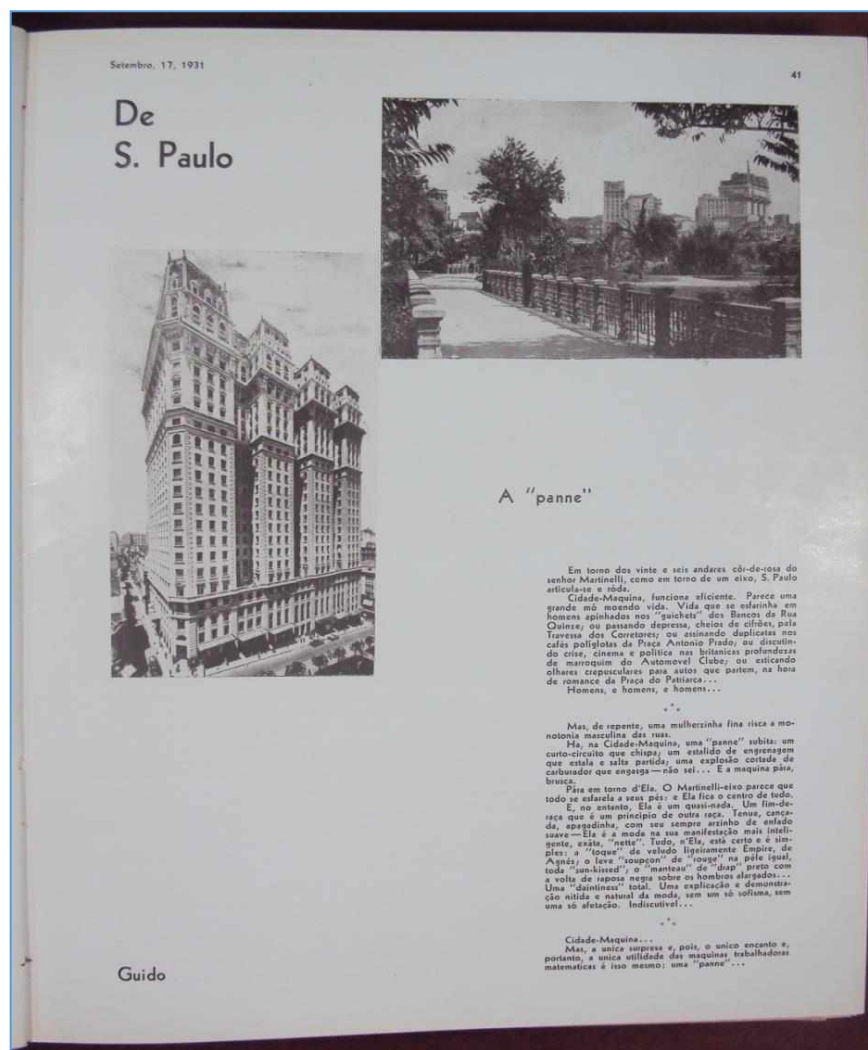 Setembro, 17, 1931
41
De
S. Paulo
A "panne"
Em torno dos vinte e seis andares côr-de-rosa do
senhor Martinelli, como em torno de um eixo, S. Paulo
articula-se e róda.
Cidade-Maquina, funciona eficiente. Parece uma
grande mó moendo vida. Vida que se esfarinha em
homens apinhados nos "guichets" dos Bancos da Rua
Quinze; ou passando depressa, cheios de cifrões, pela
Travessa dos Corretores; ou assinando duplicatas nos
cafés políglotas da Praça Antonio Prado; ou discutin-
do crise, cinema e politica nas britanicas profundezas
de marroquim do Automovel Clube; ou esticando
olhares crepusculares para autos que partem, na hora
de romance da Praça do Patriarca...
Homens, e homens, e homens...
* * *
Mas, de repente, uma mulherzinha fina risca a mo-
notonia masculina das ruas.
Ha, na Cidade-Maquina, uma "panne" subita: um
curto-circuito que chispa; um estalido de engrenagem
que estala e salta partida; uma explosão cortada de
carburador que engasga — não sei... E a maquina pára,
brusca.
Pára em torno d'Ela. O Martinelli-eixo parece que
todo se esfarela a seus pés: e Ela fica o centro de tudo.
E, no entanto, Ela é um quasi-nada. Um fim-de-
raça que é um principio de outra raça. Tenue, cança-
da, apagadinha, com seu sempre arzinho de enfado
suave — Ela é a moda na sua manifestação mais inteli-
gente, exáta, "nette". Tudo, n'Ela, está certo e é sim-
ples: a "toque" de veludo ligeiramente Empire, de
Agnés; o leve "soupçon" de "rouge" na péle igual,
toda "sun-kissed"; o "manteau" de "drap" preto com
a volta de raposa negra sobre os hombros alargados...
Uma "daintiness" total. Uma explicação e demonstra-
ção nitida e natural da moda, sem um só sofisma, sem
uma só afetação. Indiscutivel...
* * *
Cidade-Maquina...
Mas, a unica surpresa e, pois, o unico encanto e,
portanto, a unica utilidade das maquinas trabalhadoras
matematicas é isso mesmo: uma "panne"...
Guido